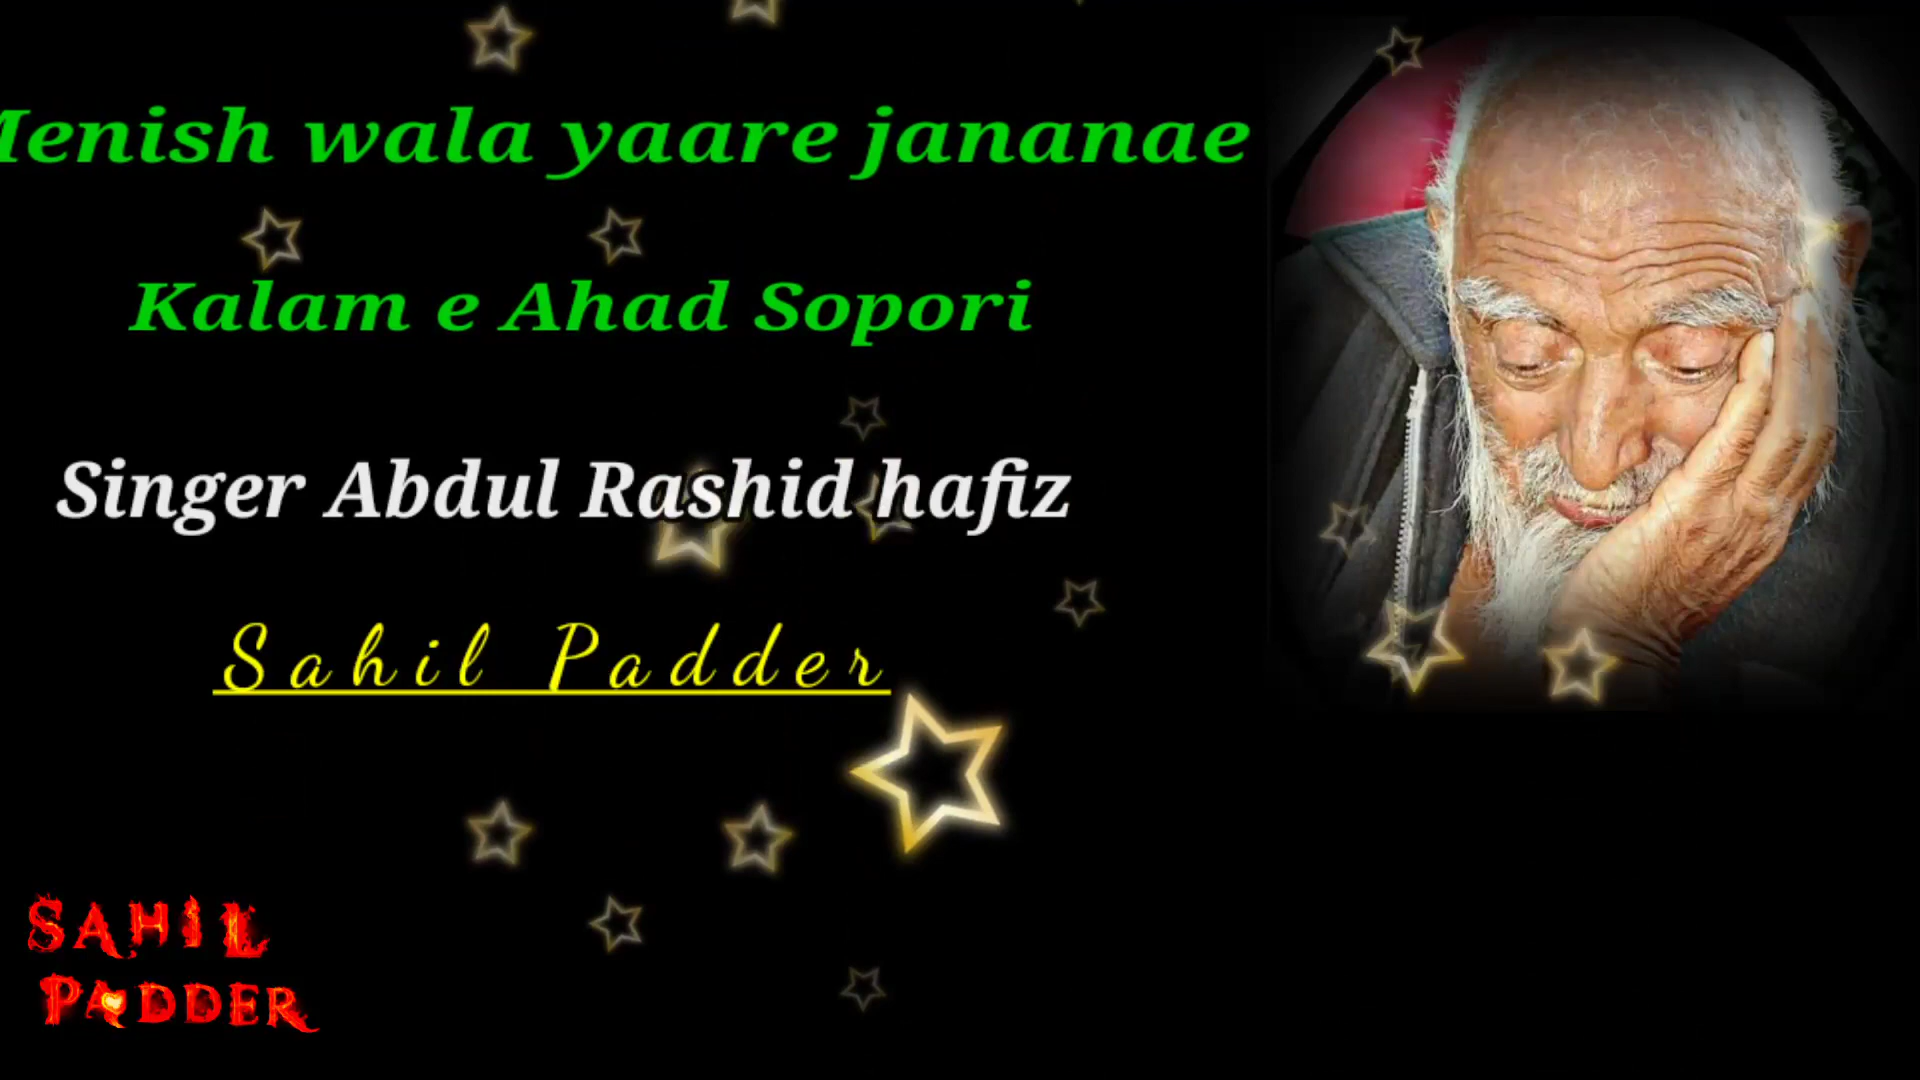 enish wala yaare jananae
Kalam e Ahad Sopori
Singer Abdul Rashid hafiz
Sahil Padder
SAHIL
PADDER